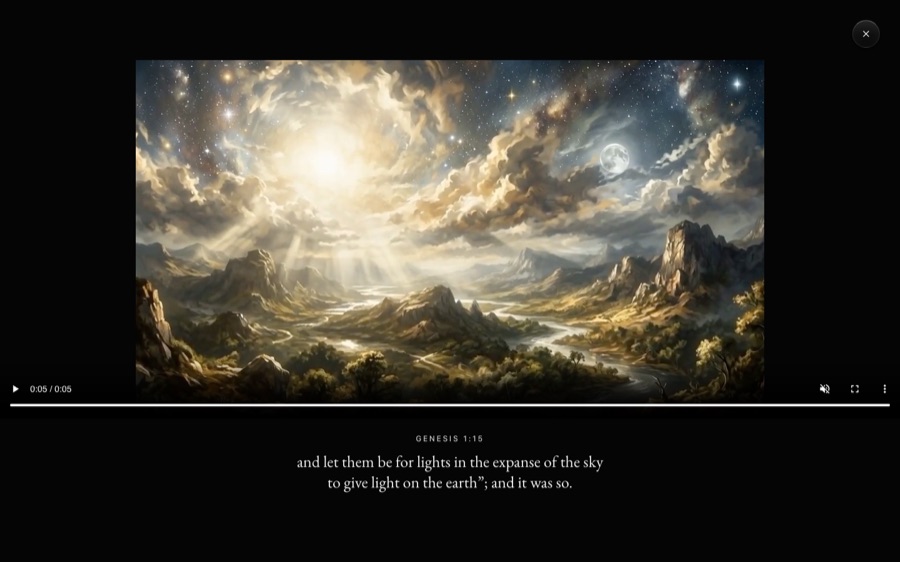 0:05 / 0:05
GENESIS 1:15
and let them be for lights in the expanse of the sky
to give light on the earth”; and it was so.